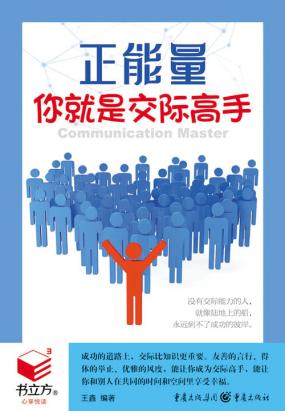 正能量
你就是交际高手
Communication Master
没有交际能力的人，
就像陆地上的船，
永远到不了成功的彼岸。
3
书立方®
心享悦读
成功的道路上，交际比知识更重要。友善的言行、得
体的举止、优雅的风度，能让你成为交际高手，能让
你和别人在共同的时间和空间里享受幸福。
王鑫 编著
重庆出版集团 重庆出版社